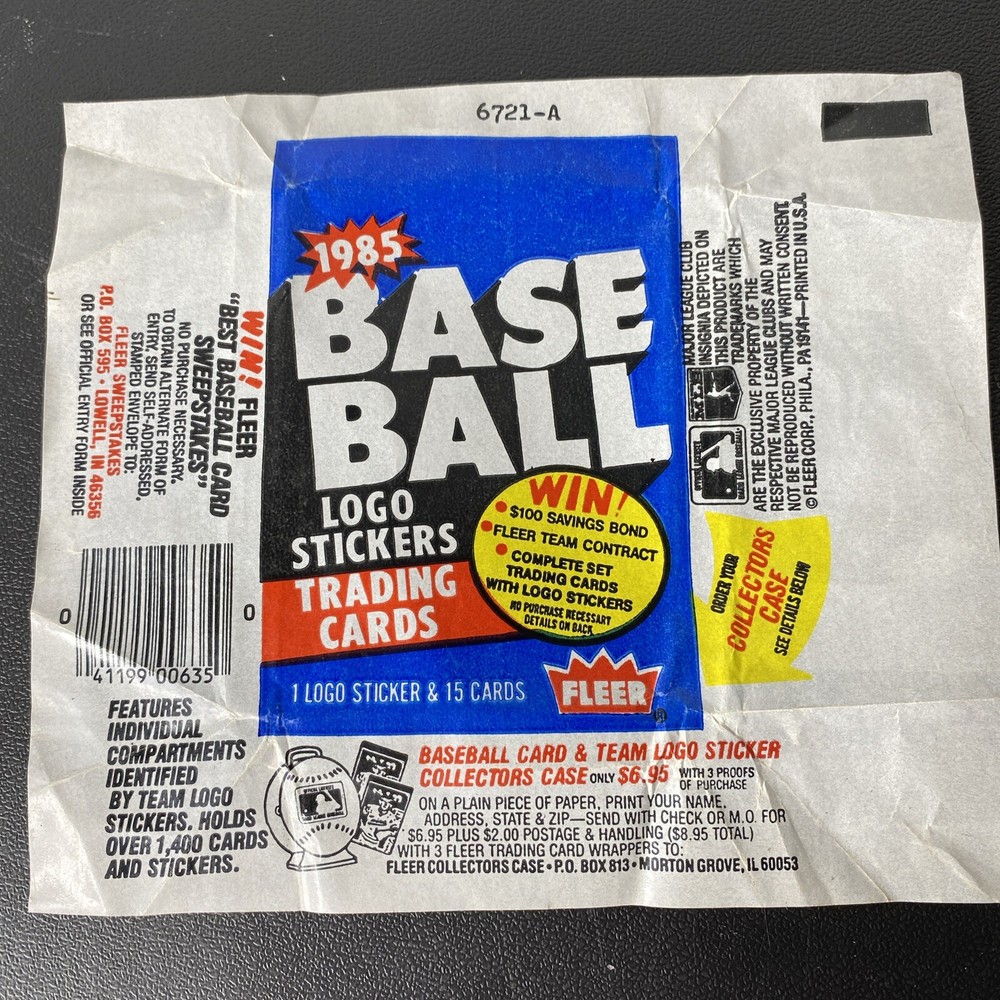 6721-A
1985
BASE
BALL
LOGO
STICKERS
TRADING
CARDS
WIN!
• $100 SAVINGS BOND
• FLEER TEAM CONTRACT
• COMPLETE SET
TRADING CARDS
WITH LOGO STICKERS
NO PURCHASE NECESSARY
DETAILS ON BACK
1 LOGO STICKER & 15 CARDS
FLEER®
WIN! FLEER
"BEST BASEBALL CARD
SWEEPSTAKES"
NO PURCHASE NECESSARY.
TO OBTAIN ALTERNATE FORM OF
ENTRY, SEND SELF-ADDRESSED,
STAMPED ENVELOPE TO:
FLEER SWEEPSTAKES
P.O. BOX 595 • LOWELL, IN 46356
OR SEE OFFICIAL ENTRY FORM INSIDE
0 41199 00635 0
MAJOR LEAGUE CLUB
INSIGNIA DEPICTED ON
THIS PRODUCT ARE
TRADEMARKS WHICH
ARE THE EXCLUSIVE PROPERTY OF THE
RESPECTIVE MAJOR LEAGUE CLUBS AND MAY
NOT BE REPRODUCED WITHOUT WRITTEN CONSENT.
© FLEER CORP., PHILA., PA 19141—PRINTED IN U.S.A.
ORDER YOUR
COLLECTORS
CASE
SEE DETAILS BELOW
FEATURES
INDIVIDUAL
COMPARTMENTS
IDENTIFIED
BY TEAM LOGO
STICKERS. HOLDS
OVER 1,400 CARDS
AND STICKERS.
BASEBALL CARD & TEAM LOGO STICKER
COLLECTORS CASE ONLY $6.95 WITH 3 PROOFS
OF PURCHASE
ON A PLAIN PIECE OF PAPER, PRINT YOUR NAME,
ADDRESS, STATE & ZIP—SEND WITH CHECK OR M.O. FOR
$6.95 PLUS $2.00 POSTAGE & HANDLING ($8.95 TOTAL)
WITH 3 FLEER TRADING CARD WRAPPERS TO:
FLEER COLLECTORS CASE • P.O. BOX 813 • MORTON GROVE, IL 60053